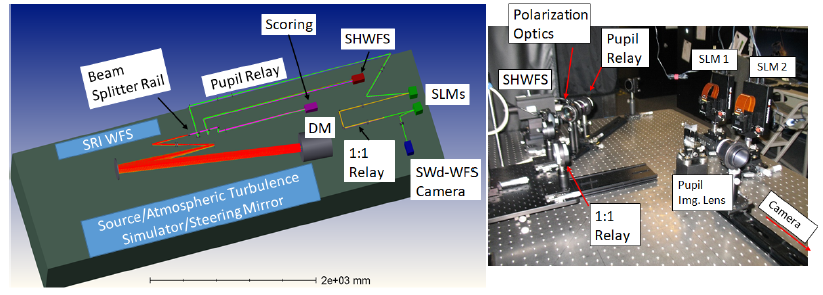 Scoring
SHWFS
Beam
Splitter Rail
Pupil Relay
SLMs
SRI WFS
DM
1:1
Relay
SWd-WFS
Camera
Source/Atmospheric Turbulence
Simulator/Steering Mirror
2e+03 mm
Polarization
Optics
Pupil
Relay
SLM 1
SLM 2
SHWFS
Pupil
Img. Lens
Camera
1:1
Relay